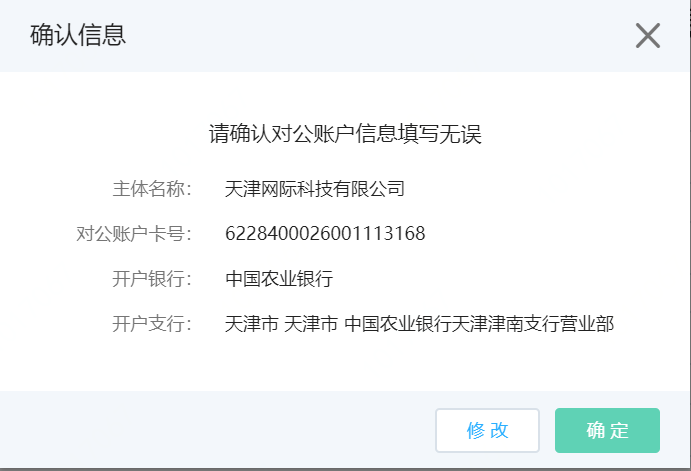 确认信息
请确认对公账户信息填写无误
主体名称： 天津网际科技有限公司
对公账户卡号： 6228400026001113168
开户银行： 中国农业银行
开户支行： 天津市 天津市 中国农业银行天津津南支行营业部
修 改 确 定